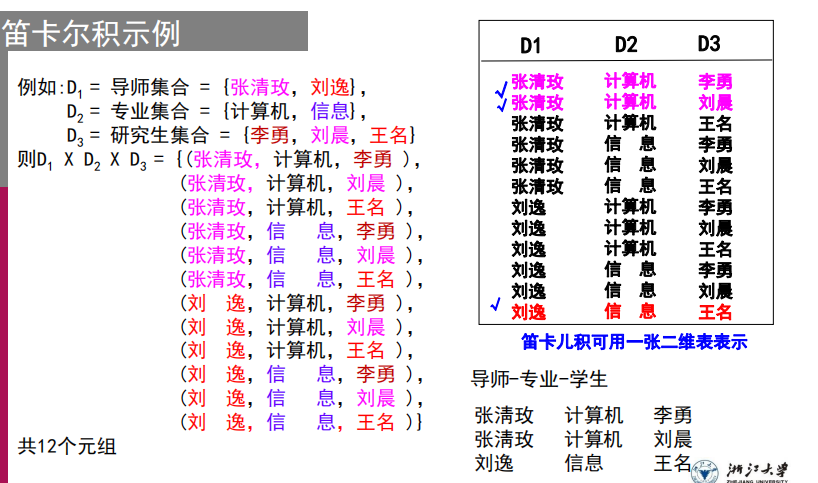 笛卡尔积示例
例如:D1 = 导师集合 = {张清玫, 刘逸},
D2 = 专业集合 = {计算机, 信息},
D3 = 研究生集合 = {李勇, 刘晨, 王名}
则D1 X D2 X D3 = {(张清玫, 计算机, 李勇 ),
(张清玫, 计算机, 刘晨 ),
(张清玫, 计算机, 王名 ),
(张清玫, 信 息, 李勇 ),
(张清玫, 信 息, 刘晨 ),
(张清玫, 信 息, 王名 ),
(刘 逸, 计算机, 李勇 ),
(刘 逸, 计算机, 刘晨 ),
(刘 逸, 计算机, 王名 ),
(刘 逸, 信 息, 李勇 ),
(刘 逸, 信 息, 刘晨 ),
(刘 逸, 信 息, 王名 )}
共12个元组
D1 D2 D3
张清玫 计算机 李勇
张清玫 计算机 刘晨
张清玫 计算机 王名
张清玫 信 息 李勇
张清玫 信 息 刘晨
张清玫 信 息 王名
刘逸 计算机 李勇
刘逸 计算机 刘晨
刘逸 计算机 王名
刘逸 信 息 李勇
刘逸 信 息 刘晨
刘逸 信 息 王名
笛卡儿积可用一张二维表表示
导师-专业-学生
张清玫 计算机 李勇
张清玫 计算机 刘晨
刘逸 信息 王名
浙江大学
ZHEJIANG UNIVERSITY